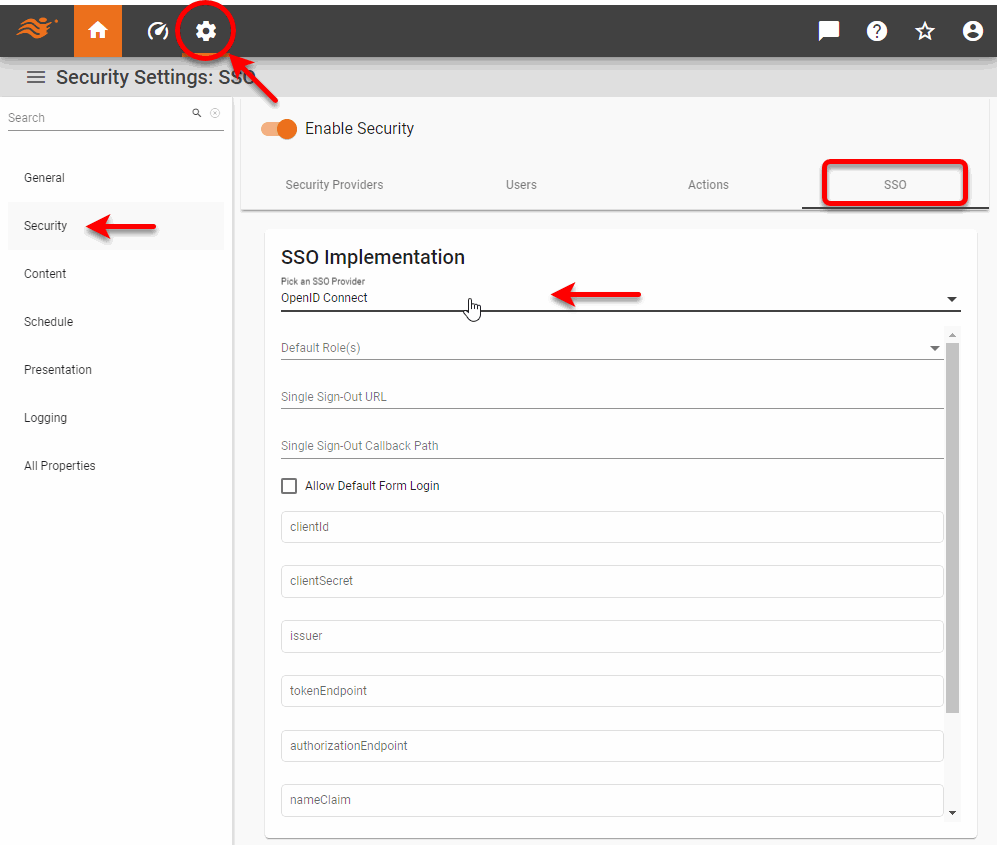 Security Settings: SSO
Search
General
Security
Content
Schedule
Presentation
Logging
All Properties
Enable Security
Security Providers
Users
Actions
SSO
SSO Implementation
Pick an SSO Provider
OpenID Connect
Default Role(s)
Single Sign-Out URL
Single Sign-Out Callback Path
Allow Default Form Login
clientId
clientSecret
issuer
tokenEndpoint
authorizationEndpoint
nameClaim